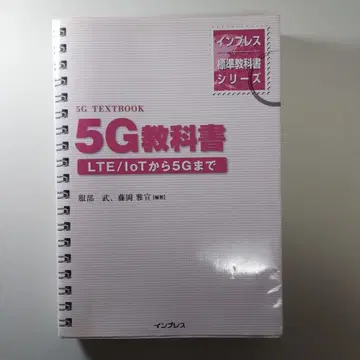 インプレス
標準教科書
シリーズ
5G TEXTBOOK
5G教科書
LTE/IoTから5Gまで
服部 武、藤岡 雅宣[編著]
インプレス